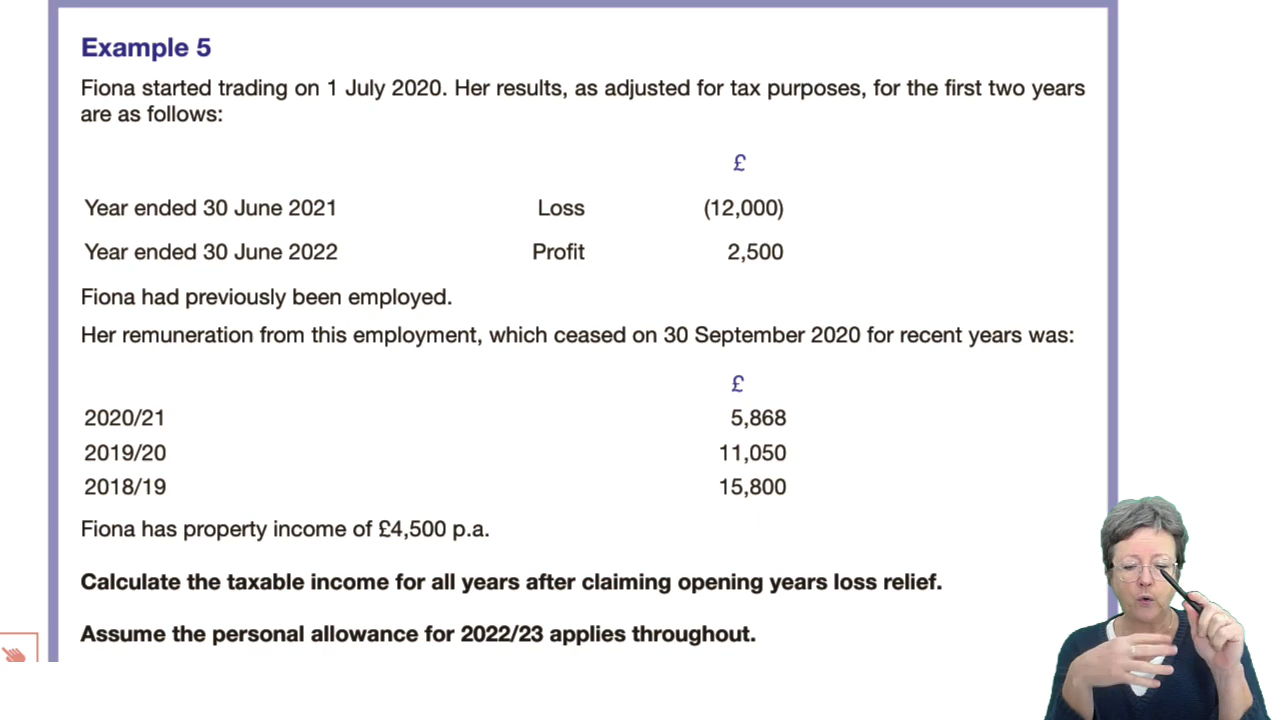 Example 5
Fiona started trading on 1 July 2020. Her results, as adjusted for tax purposes, for the first two years
are as follows:
£
Year ended 30 June 2021 Loss (12,000)
Year ended 30 June 2022 Profit 2,500
Fiona had previously been employed.
Her remuneration from this employment, which ceased on 30 September 2020 for recent years was:
£
2020/21 5,868
2019/20 11,050
2018/19 15,800
Fiona has property income of £4,500 p.a.
Calculate the taxable income for all years after claiming opening years loss relief.
Assume the personal allowance for 2022/23 applies throughout.